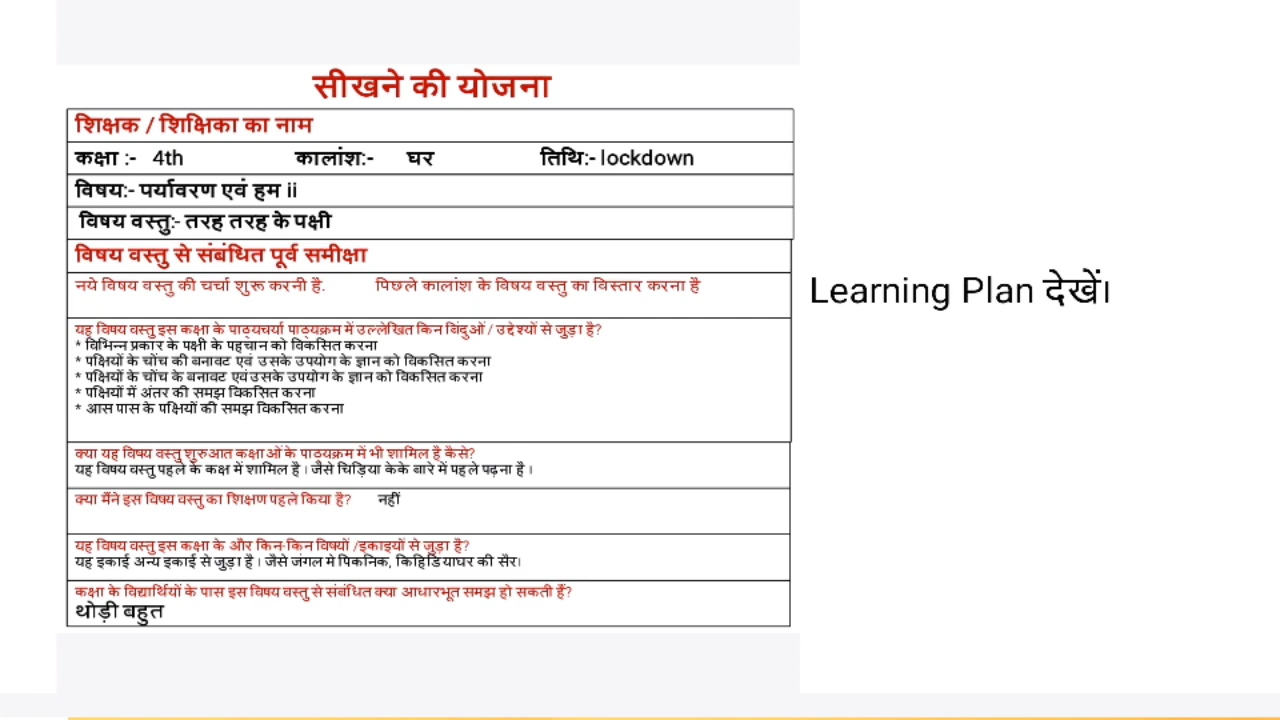 सीखने की योजना
शिक्षक / शिक्षिका का नाम
कक्षा :- 4th कालांश:- घर तिथि:- lockdown
विषय:- पर्यावरण एवं हम ii
विषय वस्तु:- तरह तरह के पक्षी
विषय वस्तु से संबंधित पूर्व समीक्षा
नये विषय वस्तु की चर्चा शुरू करनी है. पिछले कालांश के विषय वस्तु का विस्तार करना है
Learning Plan देखें।
यह विषय वस्तु इस कक्षा के पाठ्यचर्या पाठ्यक्रम में उल्लेखित किन बिंदुओं / उद्देश्यों से जुड़ा है?
* विभिन्न प्रकार के पक्षी के पहचान को विकसित करना
* पक्षियों के चोंच की बनावट एवं उसके उपयोग के ज्ञान को विकसित करना
* पक्षियों के चोंच के बनावट एवं उसके उपयोग के ज्ञान को विकसित करना
* पक्षियों में अंतर की समझ विकसित करना
* आस पास के पक्षियों की समझ विकसित करना
क्या यह विषय वस्तु शुरुआत कक्षाओं के पाठयक्रम में भी शामिल है कैसे?
यह विषय वस्तु पहले के कक्ष में शामिल है । जैसे चिड़िया केके बारे में पहले पढ़ना है ।
क्या मैंने इस विषय वस्तु का शिक्षण पहले किया है? नहीं
यह विषय वस्तु इस कक्षा के और किन-किन विषयों /इकाइयों से जुड़ा है?
यह इकाई अन्य इकाई से जुड़ा है । जैसे जंगल मे पिकनिक, किहिडियाघर की सैर।
कक्षा के विद्यार्थियों के पास इस विषय वस्तु से संबंधित क्या आधारभूत समझ हो सकती हैं?
थोड़ी बहुत